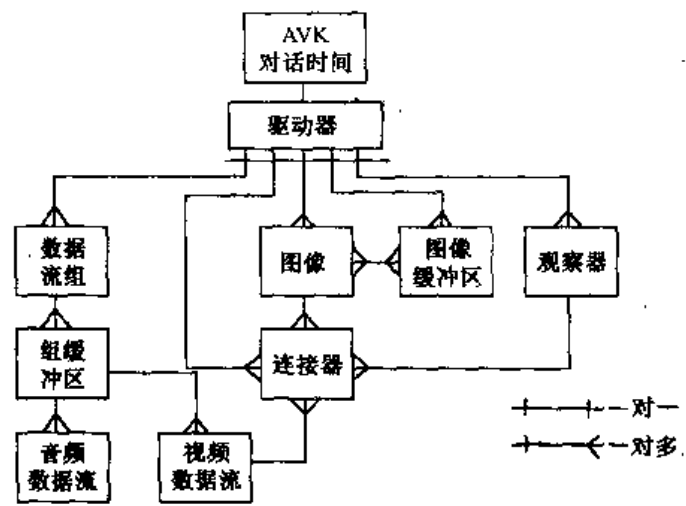 AVK
对话时间
驱动器
数据
流组
图像
图像
缓冲区
观察器
组缓
冲区
连接器
音频
数据流
视频
数据流
一对一
一对多